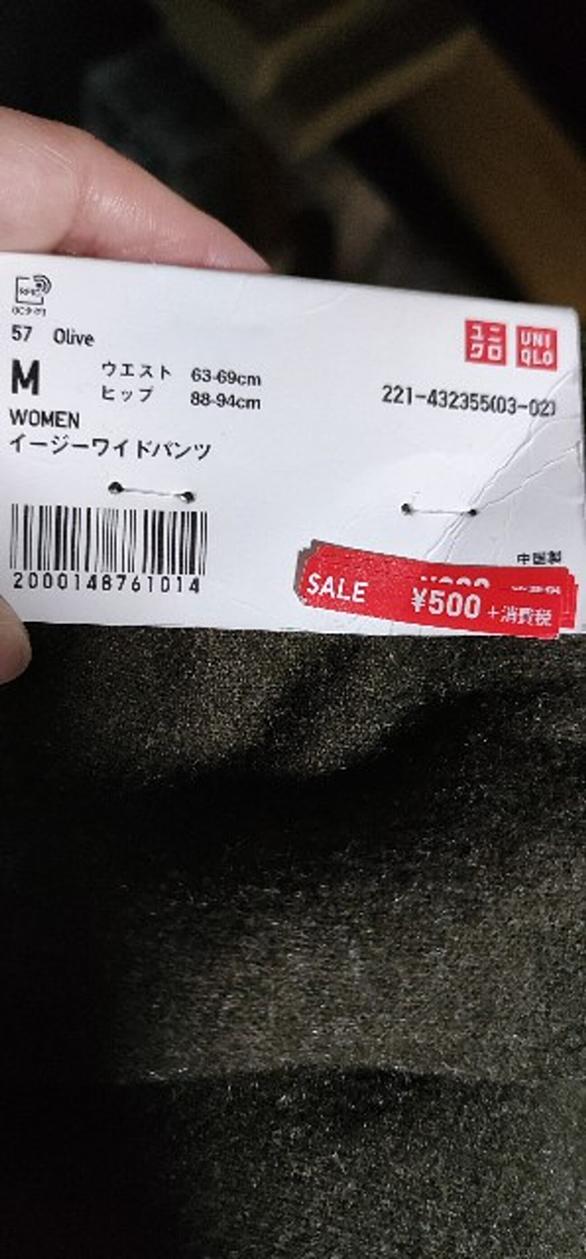 57 Olive
ユニクロ
UNI
QLO
M
ウエスト 63-69cm
ヒップ 88-94cm
221-432355(03-02)
WOMEN
イージーワイドパンツ
中国製
2000148761014
SALE ¥500 +消費税